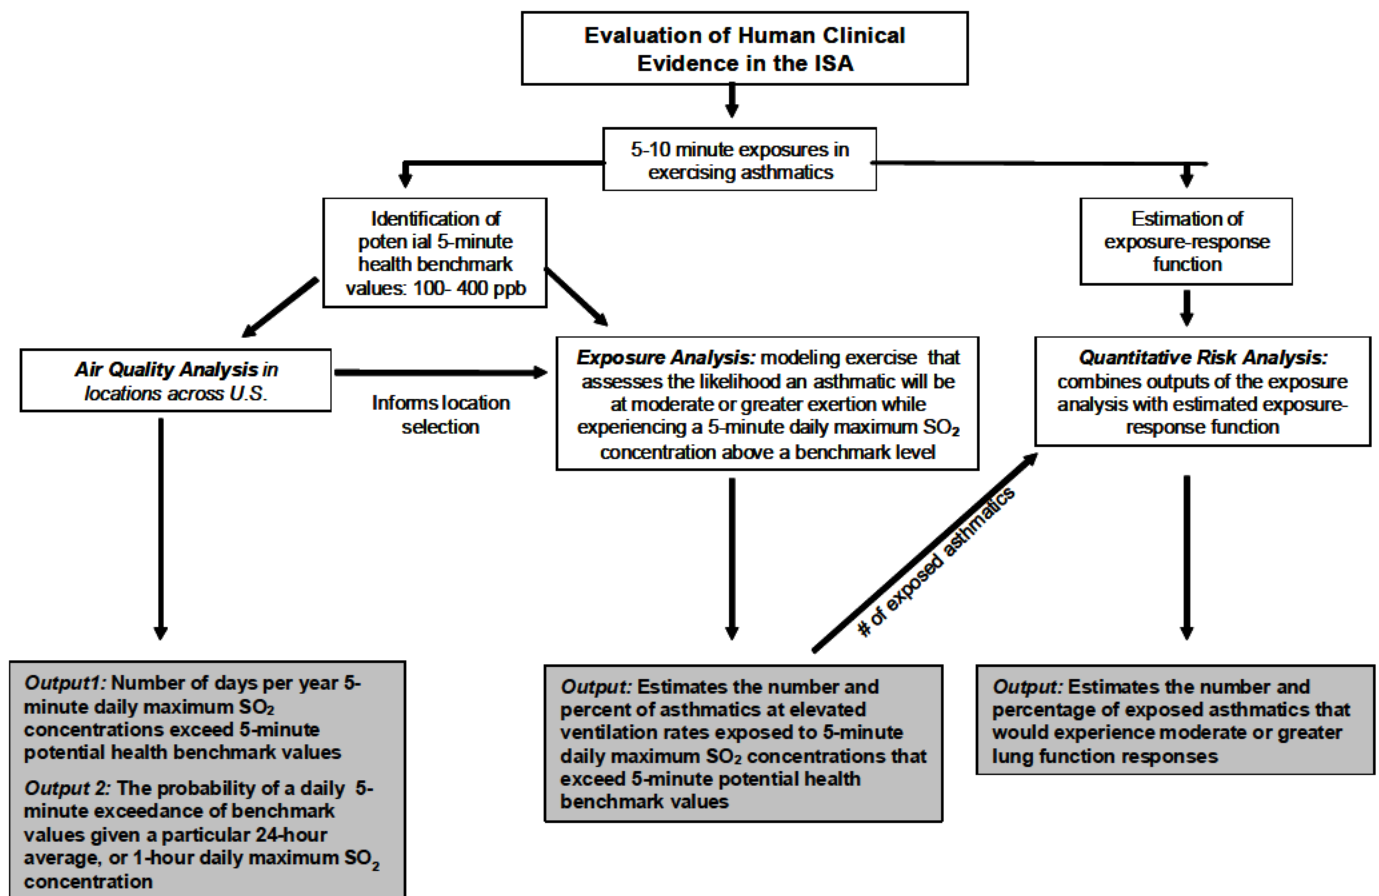 Evaluation of Human Clinical
Evidence in the ISA
5-10 minute exposures in
exercising asthmatics
Identification of
poten ial 5-minute
health benchmark
values: 100- 400 ppb
Estimation of
exposure-response
function
Air Quality Analysis in
locations across U.S.
Informs location
selection
Exposure Analysis: modeling exercise that
assesses the likelihood an asthmatic will be
at moderate or greater exertion while
experiencing a 5-minute daily maximum SO₂
concentration above a benchmark level
Quantitative Risk Analysis:
combines outputs of the exposure
analysis with estimated exposure-
response function
# of exposed asthmatics
Output1: Number of days per year 5-
minute daily maximum SO₂
concentrations exceed 5-minute
potential health benchmark values
Output 2: The probability of a daily 5-
minute exceedance of benchmark
values given a particular 24-hour
average, or 1-hour daily maximum SO₂
concentration
Output: Estimates the number and
percent of asthmatics at elevated
ventilation rates exposed to 5-minute
daily maximum SO₂ concentrations that
exceed 5-minute potential health
benchmark values
Output: Estimates the number and
percentage of exposed asthmatics that
would experience moderate or greater
lung function responses